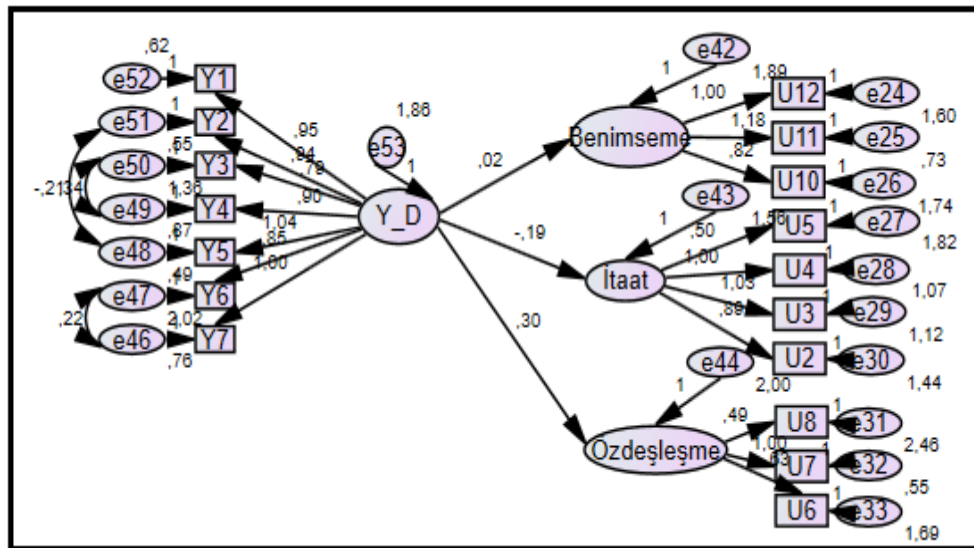 e42
,62 1 1 1,89 1
e52 Y1 1,00 U12 e24
1,86
1 1,18 1 1,60
e51 Y2 ,95 Benimseme U11 e25
,55 ,94 e53 ,02 ,82 ,73
e50 Y3 ,79 1 e43 U10 1 e26
-,21 34 1,36 ,90 1,56 1,74
e49 Y4 Y_D 1 ,50 U5 1 e27
,87 1,04 -,19 1,00 1,82
e48 Y5 ,85 İtaat U4 1 e28
,49 1,00 1,03 1,07
e47 Y6 ,89 U3 1 e29
,22 2,02 ,30 1,12
e46 Y7 U2 1 e30
,76 e44 2,00 1,44
1 ,49 U8 1 e31
1,00 2,46
Özdeşleşme ,63 U7 1 e32
,55
U6 1 e33
1,69